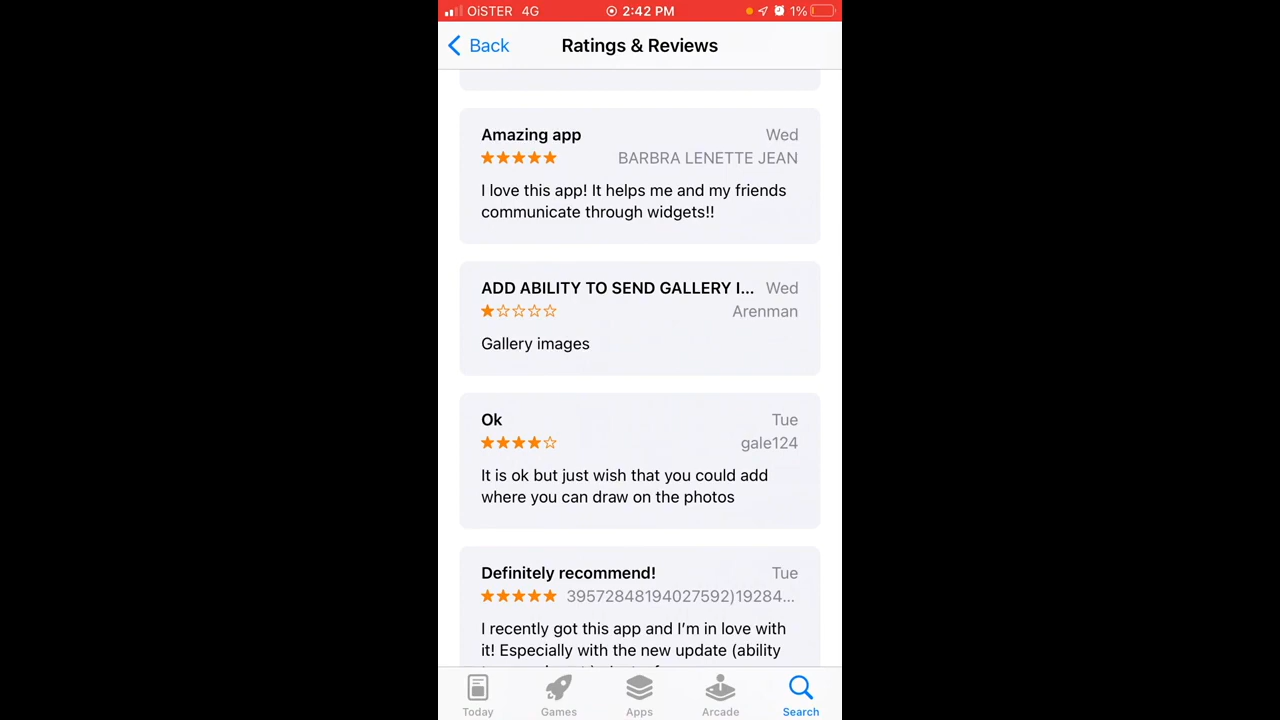 OiSTER 4G 2:42 PM 1%
Back Ratings & Reviews
Amazing app Wed
BARBRA LENETTE JEAN
I love this app! It helps me and my friends
communicate through widgets!!
ADD ABILITY TO SEND GALLERY I... Wed
Arenman
Gallery images
Ok Tue
gale124
It is ok but just wish that you could add
where you can draw on the photos
Definitely recommend! Tue
39572848194027592)19284...
I recently got this app and I'm in love with
it! Especially with the new update (ability
Today Games Apps Arcade Search